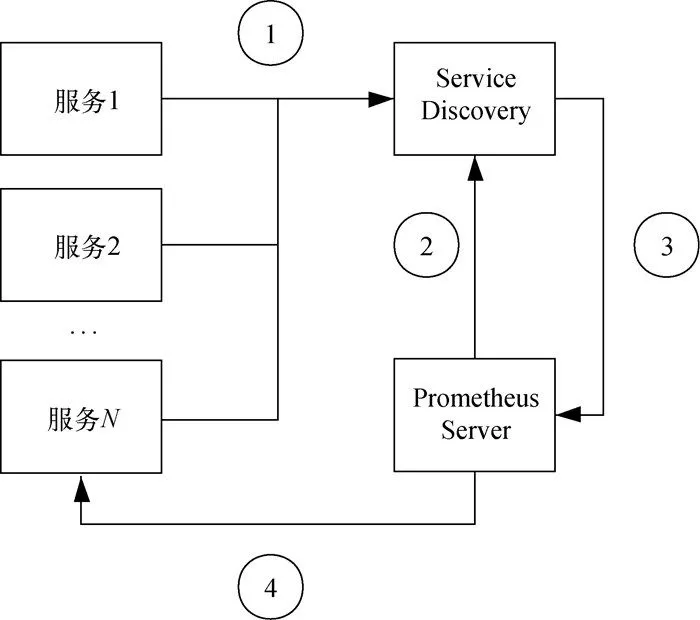 1
服务1
Service
Discovery
服务2
2
3
...
服务N
Prometheus
Server
4